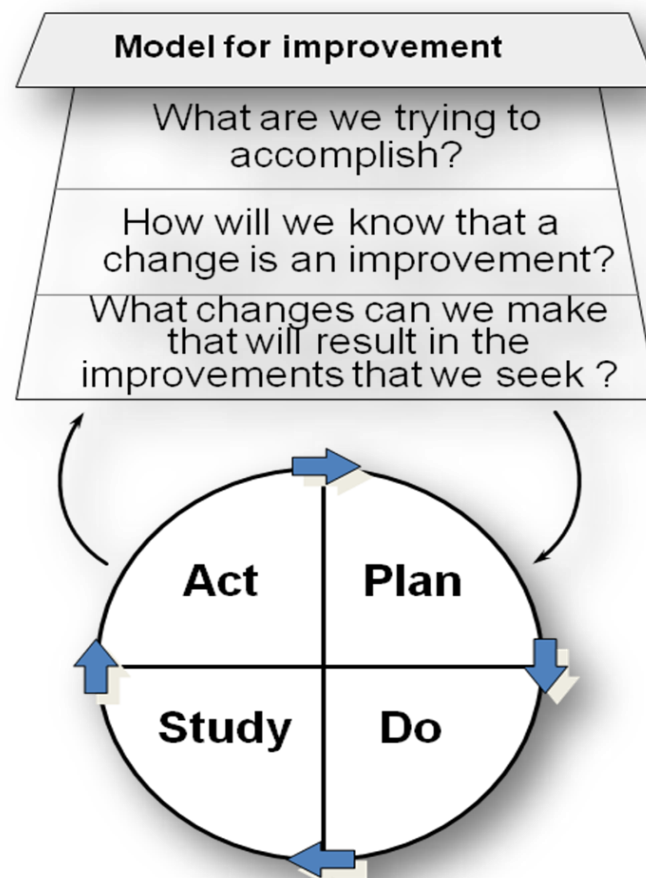 Model for improvement
What are we trying to
accomplish?
How will we know that a
change is an improvement?
What changes can we make
that will result in the
improvements that we seek ?
Act Plan
Study Do